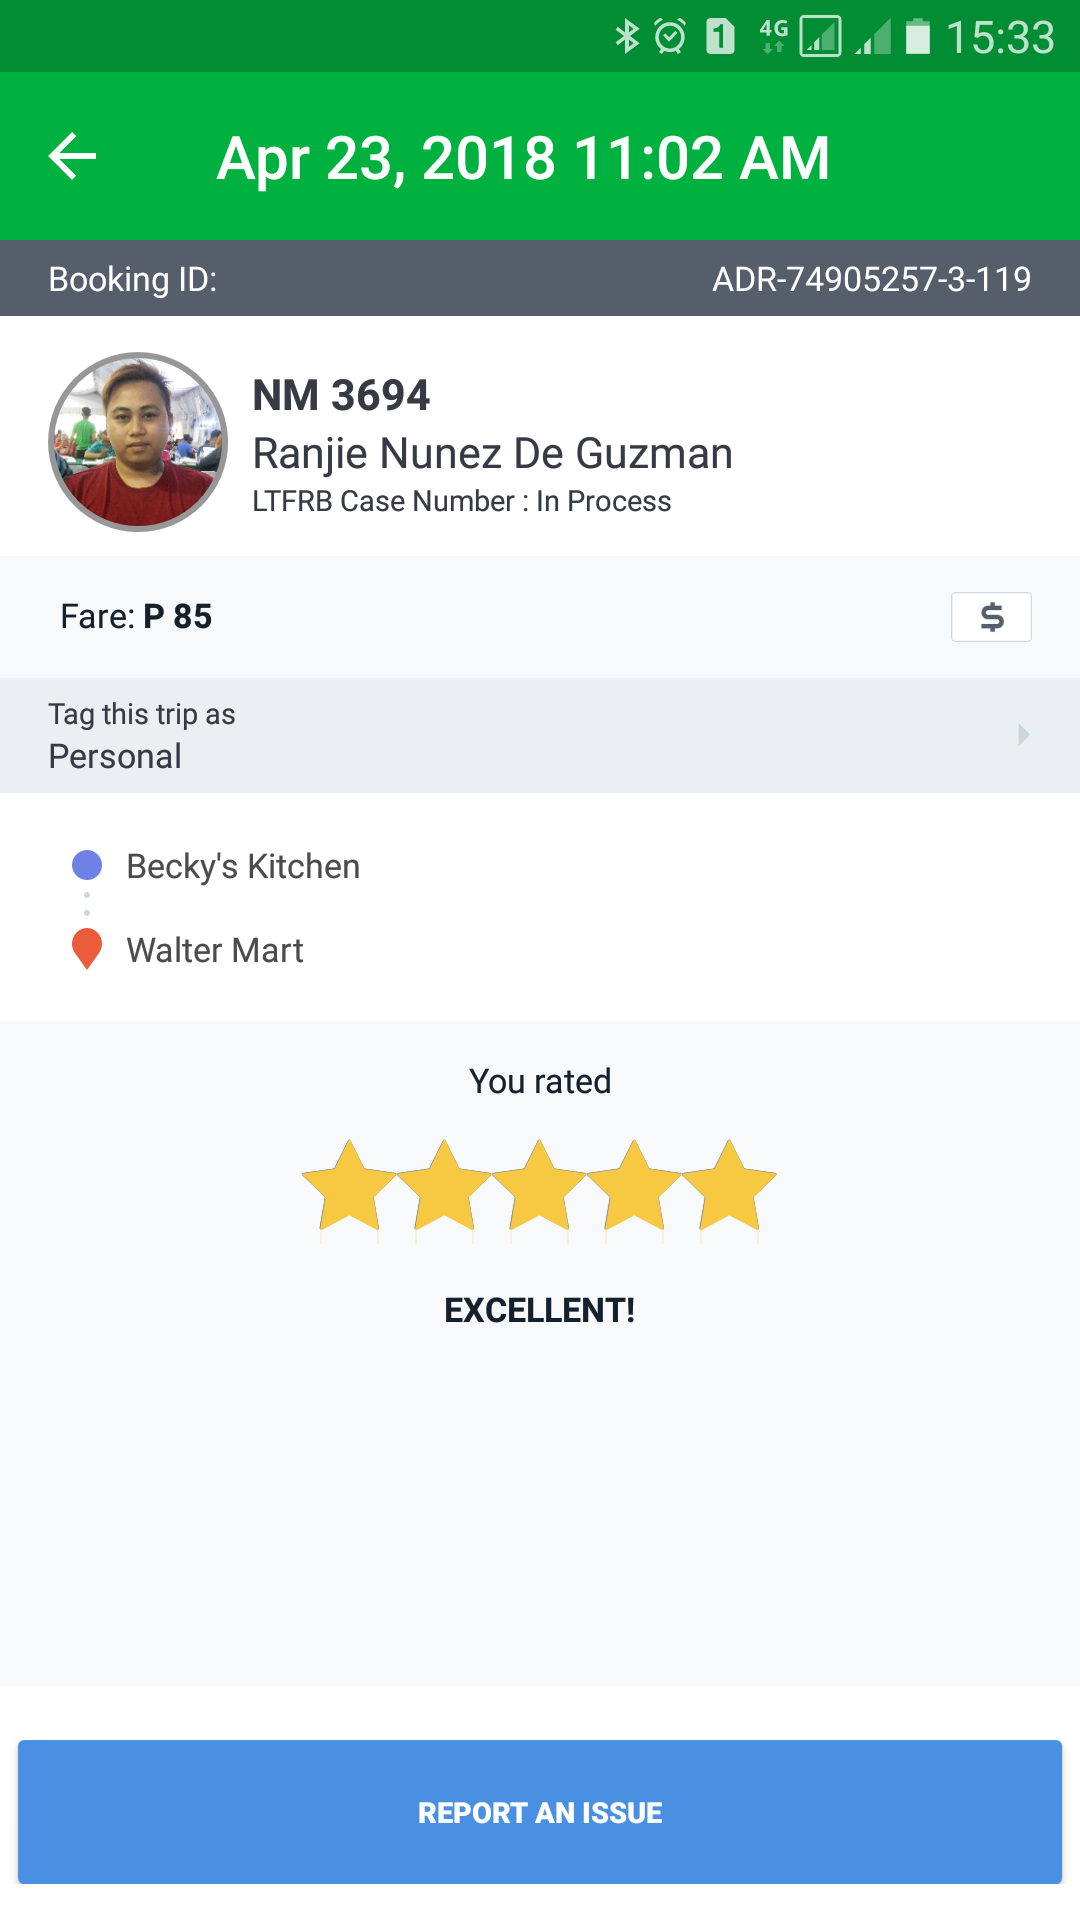 1 4G 15:33
Apr 23, 2018 11:02 AM
Booking ID: ADR-74905257-3-119
NM 3694
Ranjie Nunez De Guzman
LTFRB Case Number : In Process
Fare: P 85 $
Tag this trip as
Personal
Becky's Kitchen
Walter Mart
You rated
EXCELLENT!
REPORT AN ISSUE